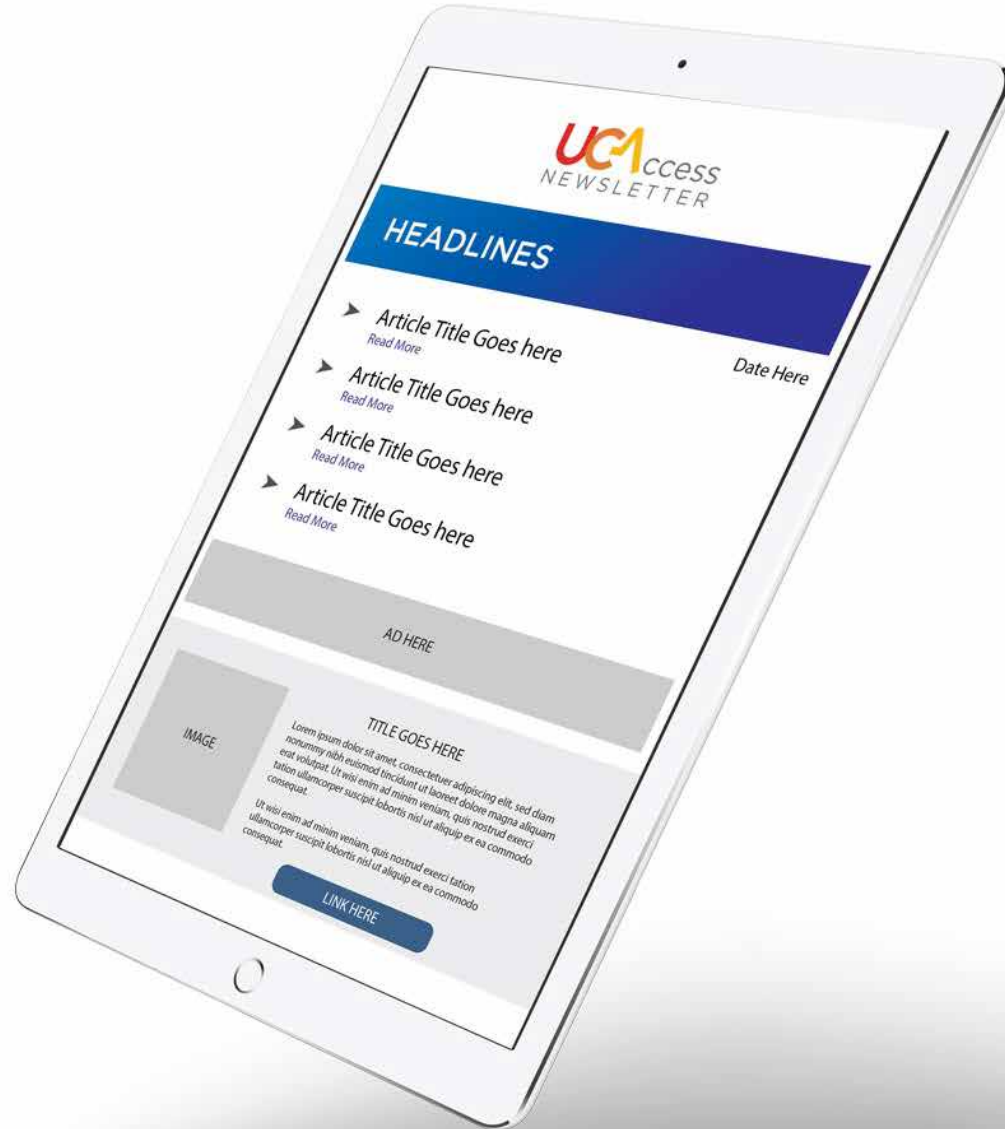 UCAccess
NEWSLETTER
HEADLINES
Date Here
Article Title Goes here
Read More
Article Title Goes here
Read More
Article Title Goes here
Read More
Article Title Goes here
Read More
AD HERE
IMAGE
TITLE GOES HERE
Lorem ipsum dolor sit amet, consectetuer adipiscing elit, sed diam
nonummy nibh euismod tincidunt ut laoreet dolore magna aliquam
erat volutpat. Ut wisi enim ad minim veniam, quis nostrud exerci
tation ullamcorper suscipit lobortis nisl ut aliquip ex ea commodo
consequat.
Ut wisi enim ad minim veniam, quis nostrud exerci tation
ullamcorper suscipit lobortis nisl ut aliquip ex ea commodo
consequat.
LINK HERE